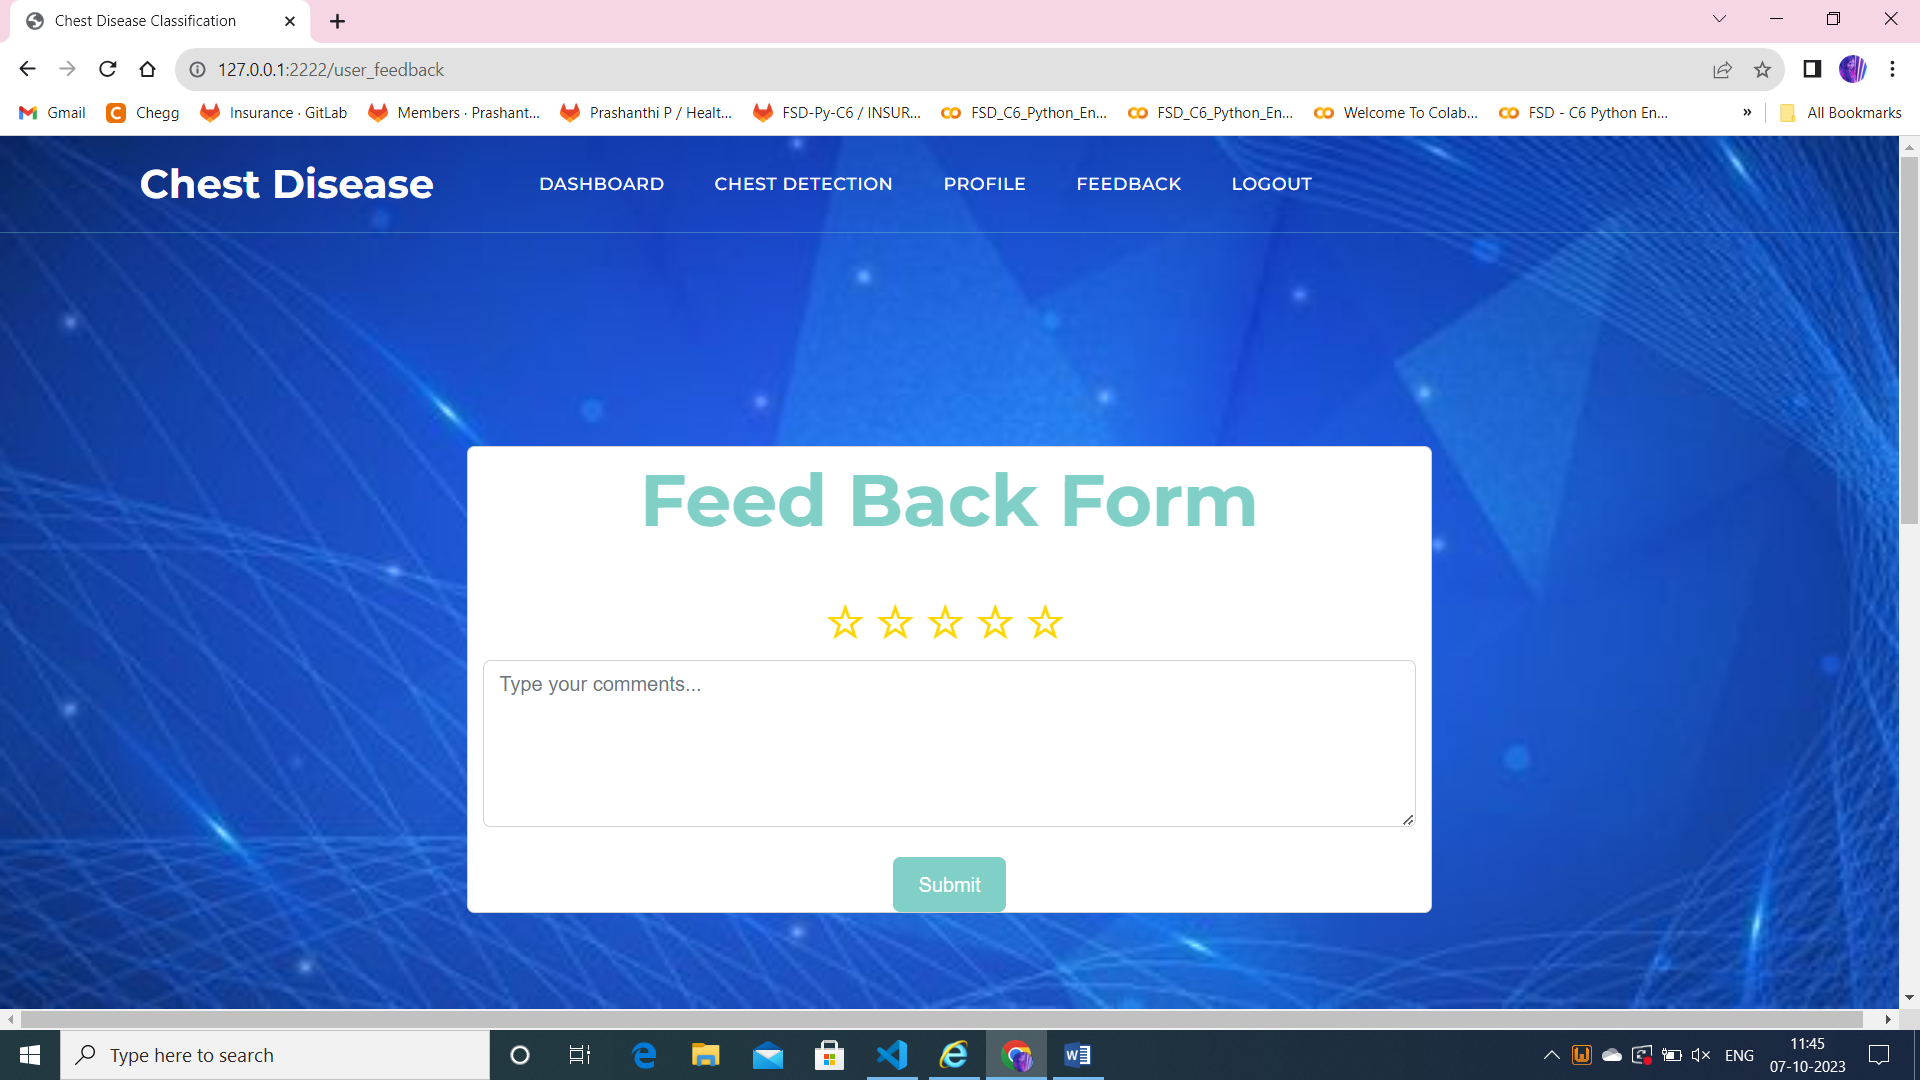 Chest Disease Classification
127.0.0.1:2222/user_feedback
Gmail Chegg Insurance · GitLab Members · Prashant... Prashanthi P / Healt... FSD-Py-C6 / INSUR... FSD_C6_Python_En... FSD_C6_Python_En... Welcome To Colab... FSD - C6 Python En... » All Bookmarks
Chest Disease DASHBOARD CHEST DETECTION PROFILE FEEDBACK LOGOUT
Feed Back Form
Type your comments...
Submit
Type here to search
ENG
11:45
07-10-2023